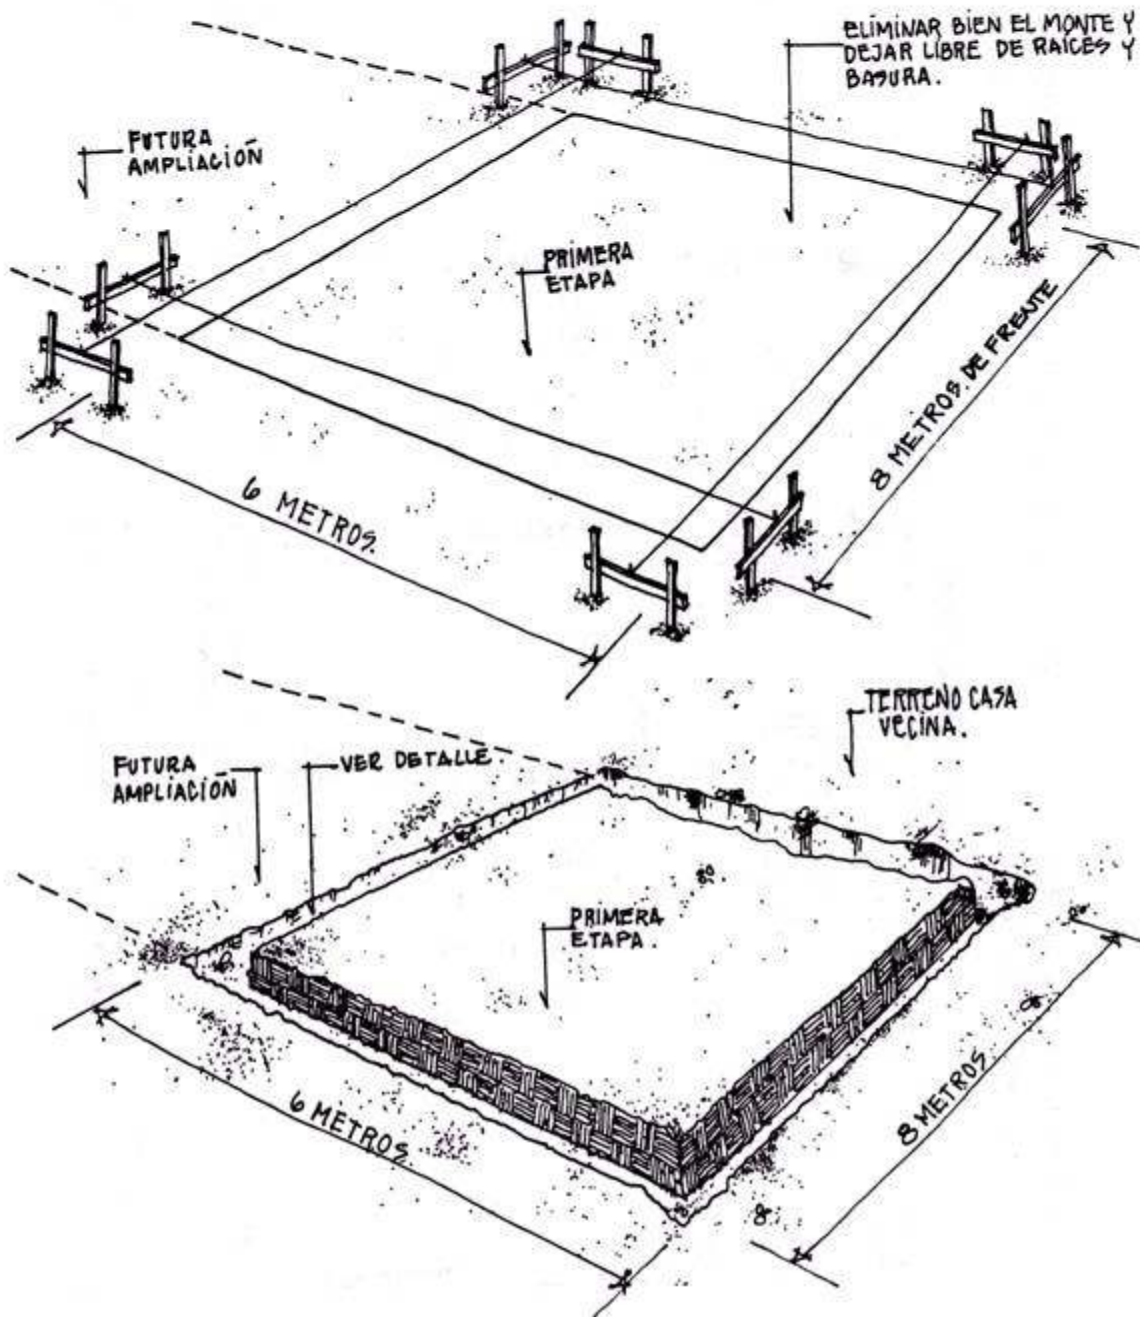 ELIMINAR BIEN EL MONTE Y
DEJAR LIBRE DE RAICES Y
BASURA.
FUTURA
AMPLIACIÓN
PRIMERA
ETAPA
8 METROS. DE FRENTE
6 METROS.
TERRENO CASA
VECINA.
FUTURA
AMPLIACIÓN
VER DETALLE
PRIMERA
ETAPA.
6 METROS.
8 METROS